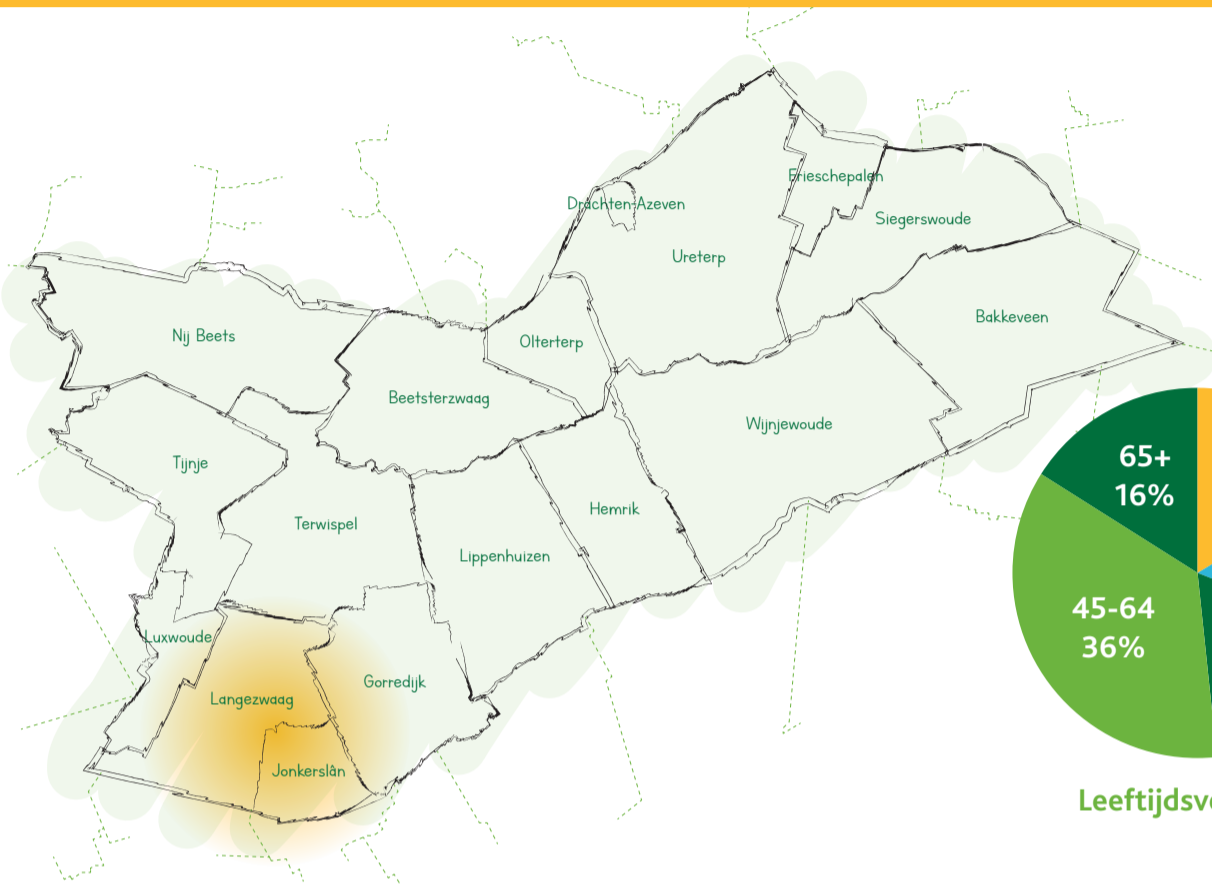 Frieschepalen
Drachten-Azeven
Siegerswoude
Ureterp
Bakkeveen
Nij Beets
Olterterp
Beetsterzwaag
Wijnjewoude
Tijnje
65+
16%
Hemrik
Terwispel
Lippenhuizen
45-64
36%
Luxwoude
Gorredijk
Langezwaag
Jonkerslân
Leeftijdsv